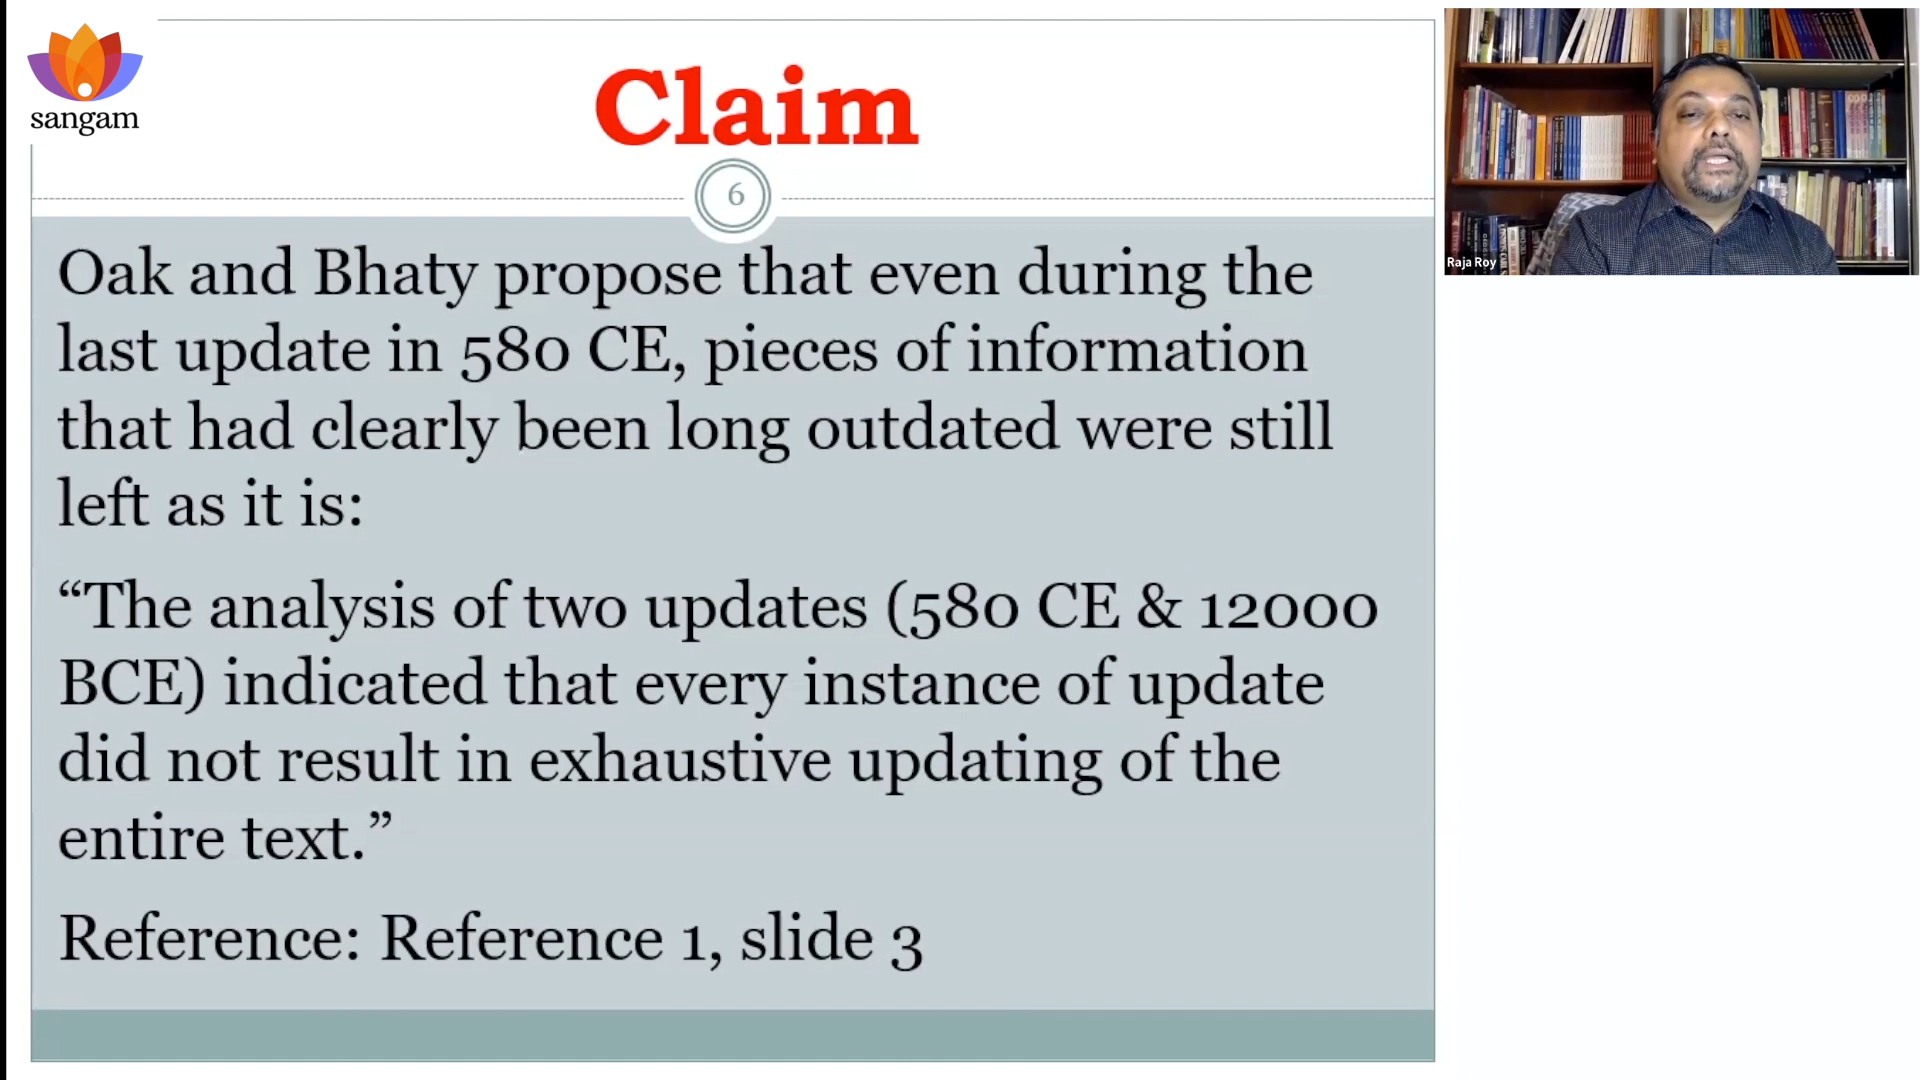 sangam
Claim
6
Oak and Bhaty propose that even during the
last update in 580 CE, pieces of information
that had clearly been long outdated were still
left as it is:
“The analysis of two updates (580 CE & 12000
BCE) indicated that every instance of update
did not result in exhaustive updating of the
entire text.”
Reference: Reference 1, slide 3
Raja Roy